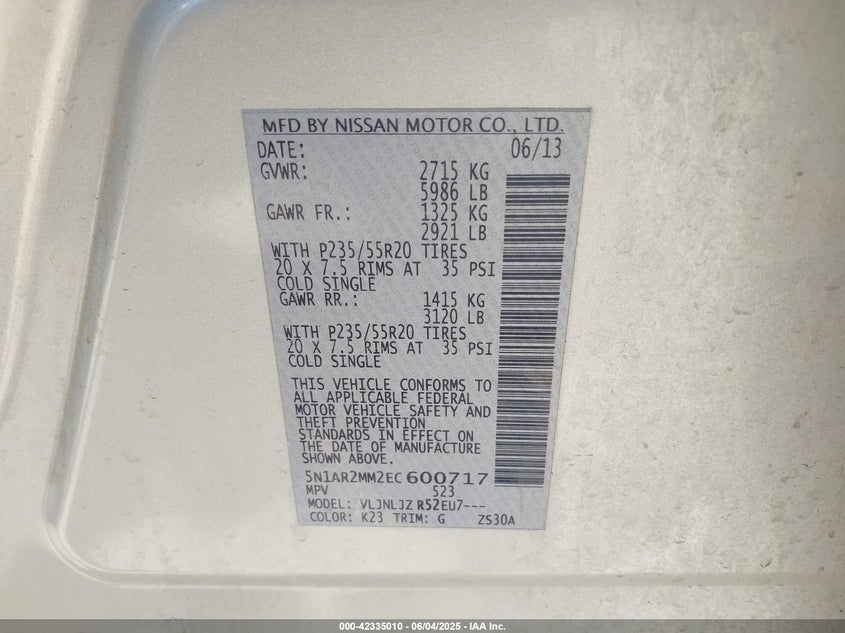 MFD BY NISSAN MOTOR CO., LTD.
DATE: 06/13
GVWR: 2715 KG
5986 LB
GAWR FR.: 1325 KG
2921 LB
WITH P235/55R20 TIRES
20 X 7.5 RIMS AT 35 PSI
COLD SINGLE
GAWR RR.: 1415 KG
3120 LB
WITH P235/55R20 TIRES
20 X 7.5 RIMS AT 35 PSI
COLD SINGLE
THIS VEHICLE CONFORMS TO
ALL APPLICABLE FEDERAL
MOTOR VEHICLE SAFETY AND
THEFT PREVENTION
STANDARDS IN EFFECT ON
THE DATE OF MANUFACTURE
SHOWN ABOVE.
5N1AR2MM2EC600717
MPV 523
MODEL: VLJNLJZ R52EU7---
COLOR: K23 TRIM: G ZS30A
000-42335010 - 06/04/2025 - IAA Inc.